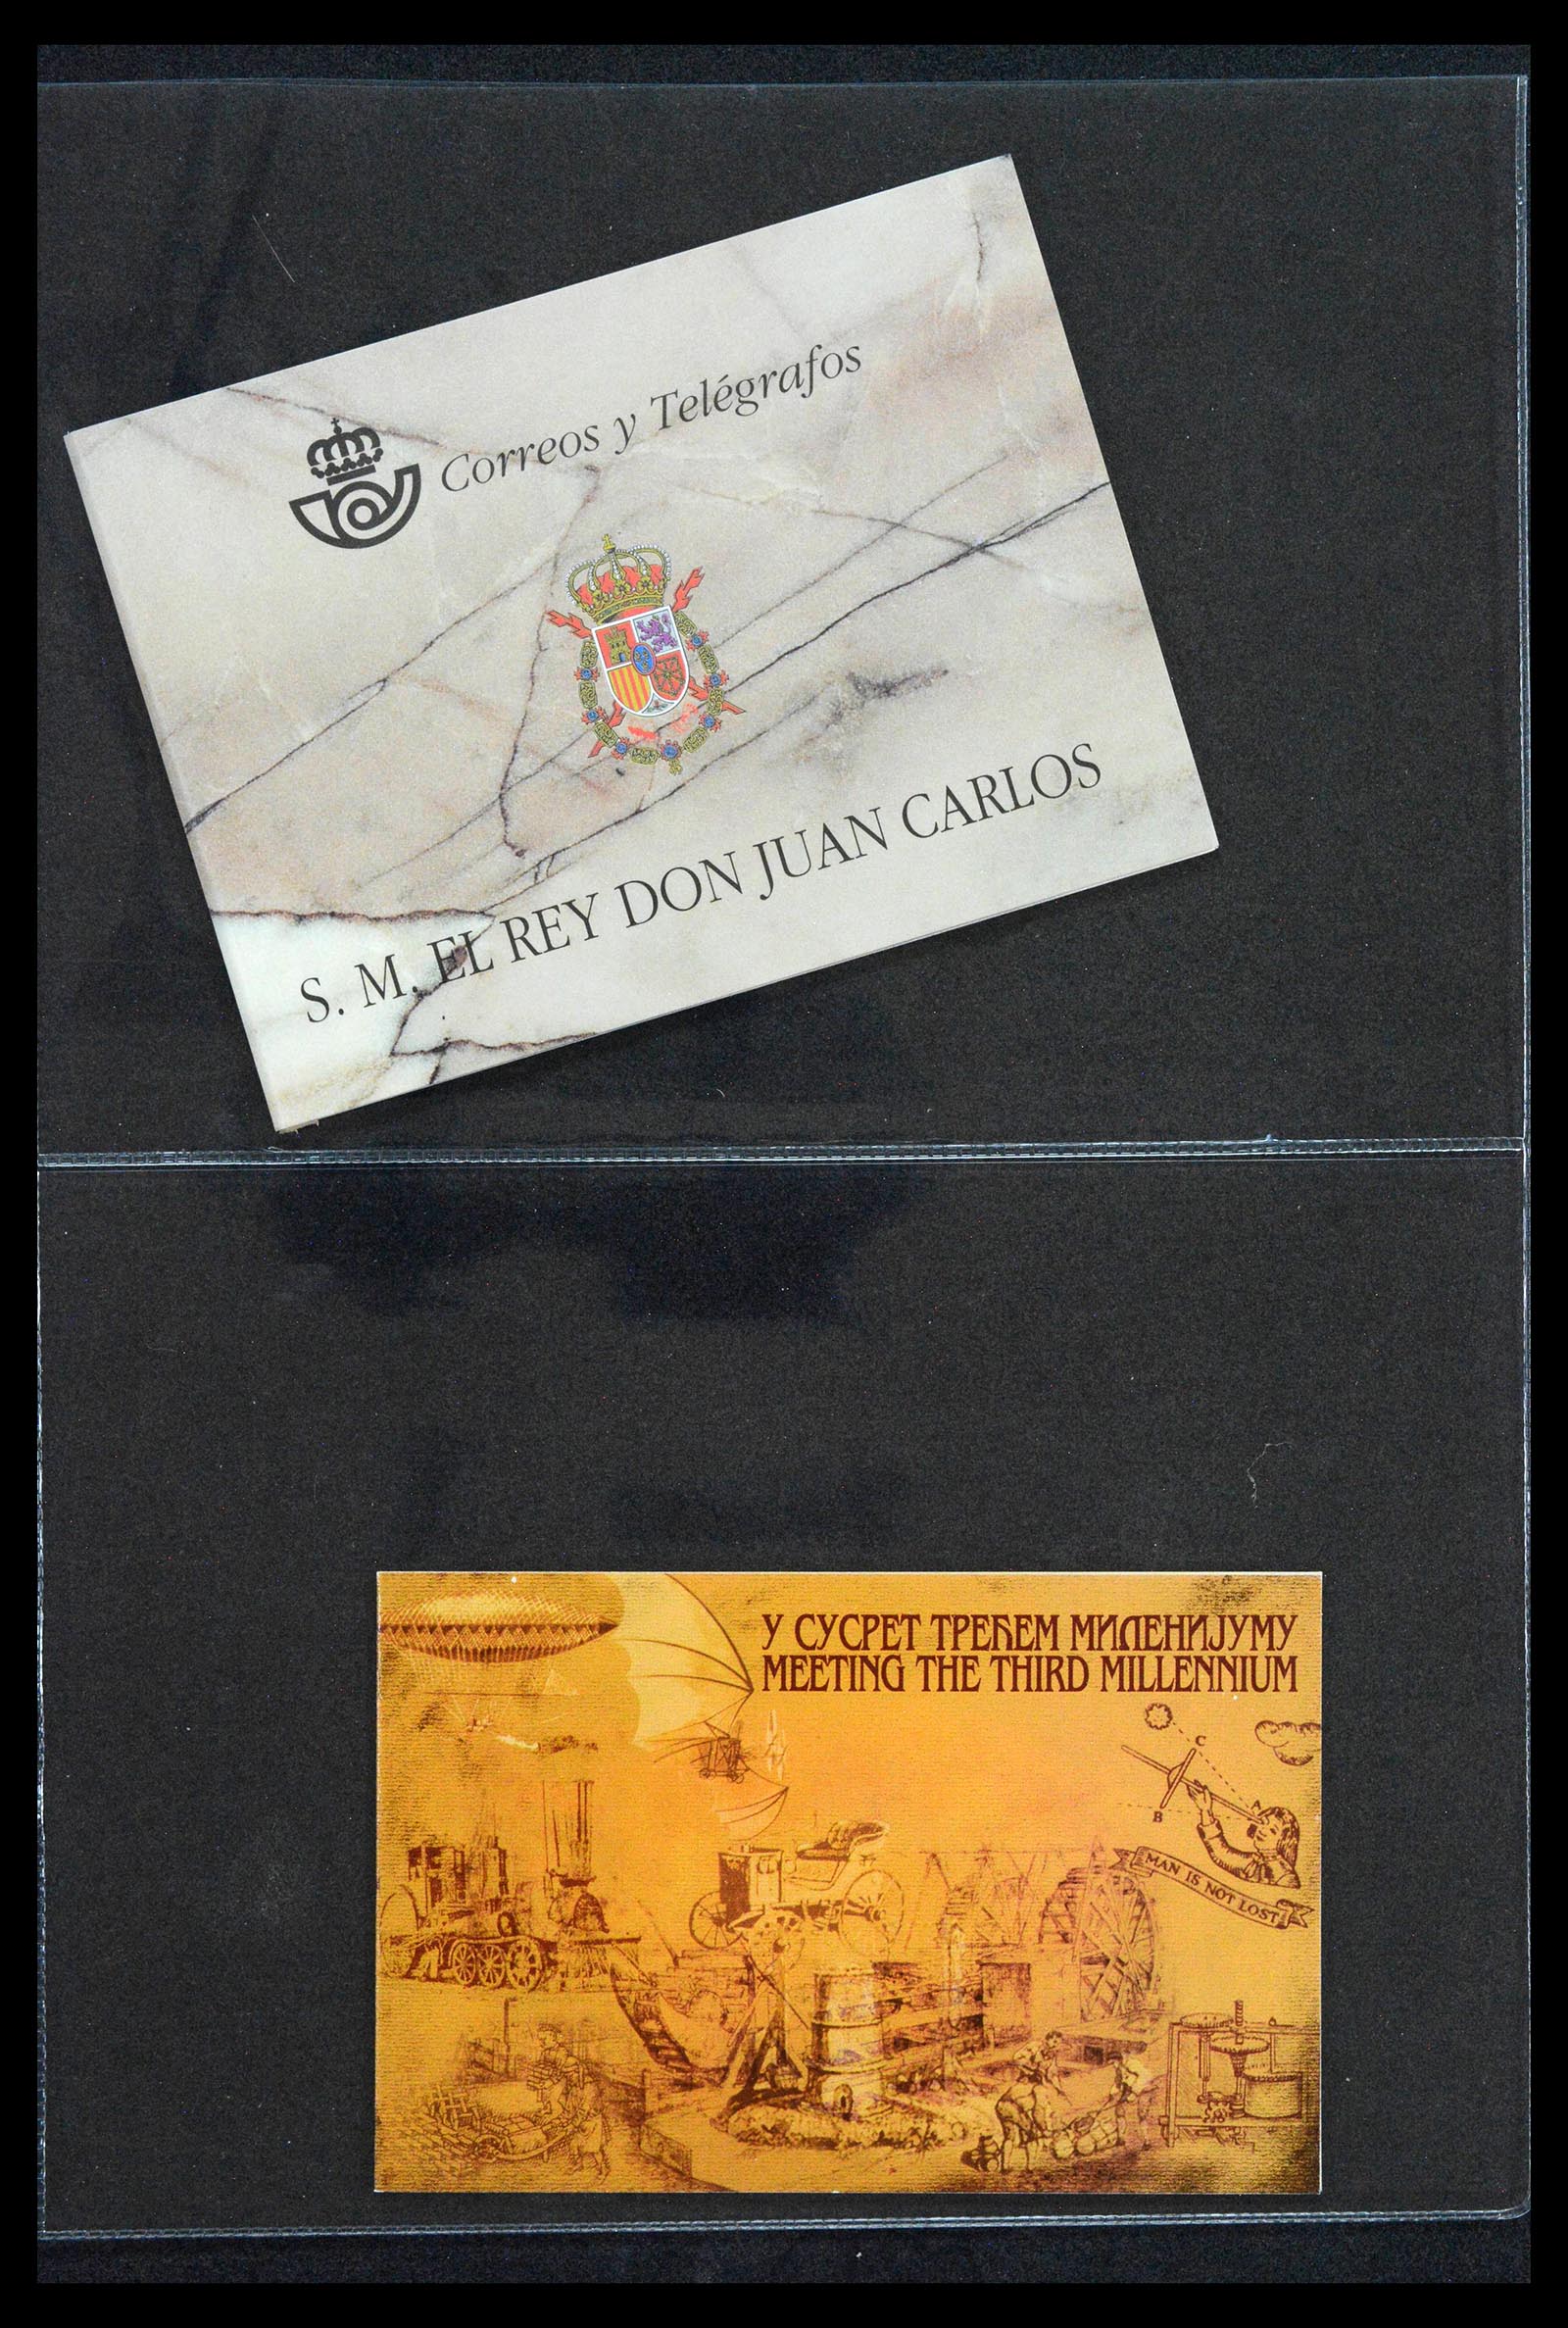 Correos y Telégrafos
S. M. EL REY DON JUAN CARLOS
У СУСРЕТ ТРЕЋЕМ МИЛЕНИЈУМУ
MEETING THE THIRD MILLENNIUM
C
A
B
MAN IS NOT LOST